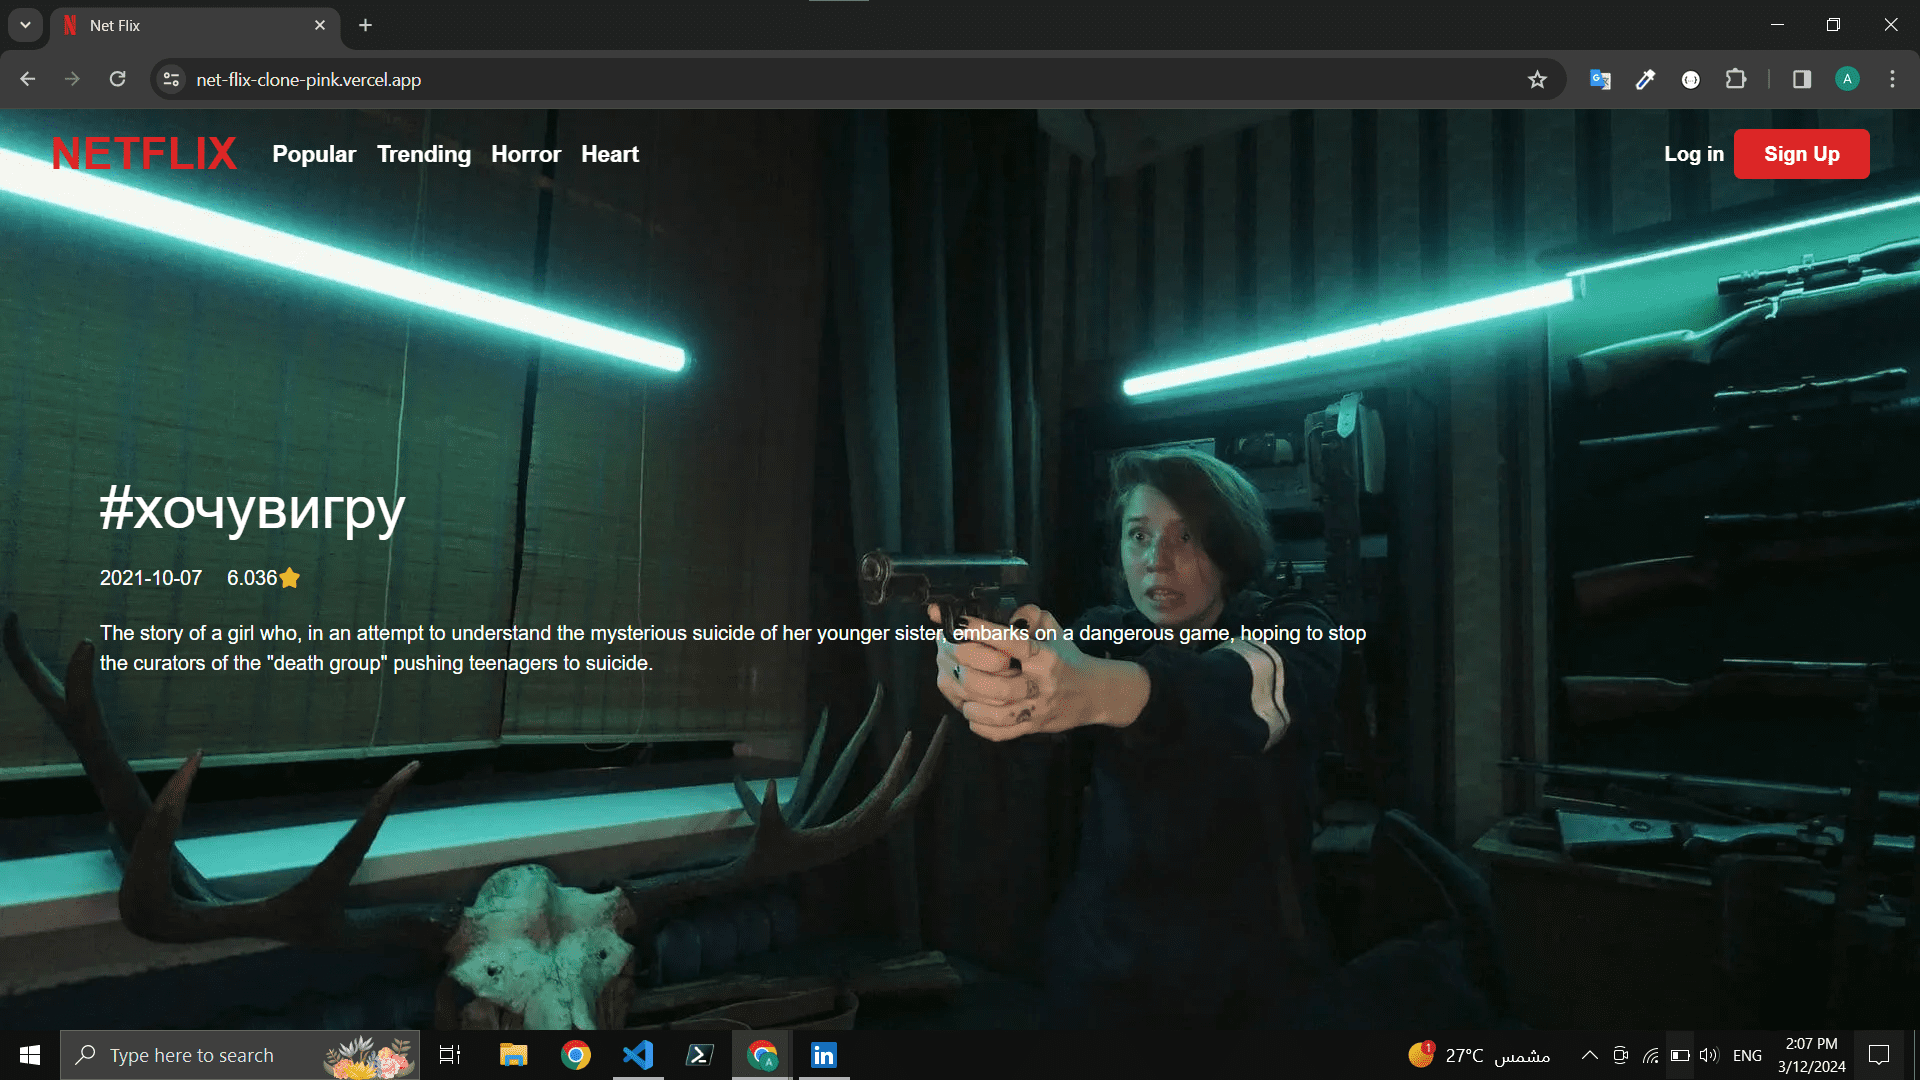 Net Flix
net-flix-clone-pink.vercel.app
A
NETFLIX Popular Trending Horror Heart Log in Sign Up
#хочувигру
2021-10-07 6.036
The story of a girl who, in an attempt to understand the mysterious suicide of her younger sister, embarks on a dangerous game, hoping to stop
the curators of the "death group" pushing teenagers to suicide.
Type here to search
A
in
1
27°C مشمس
ENG
2:07 PM
3/12/2024